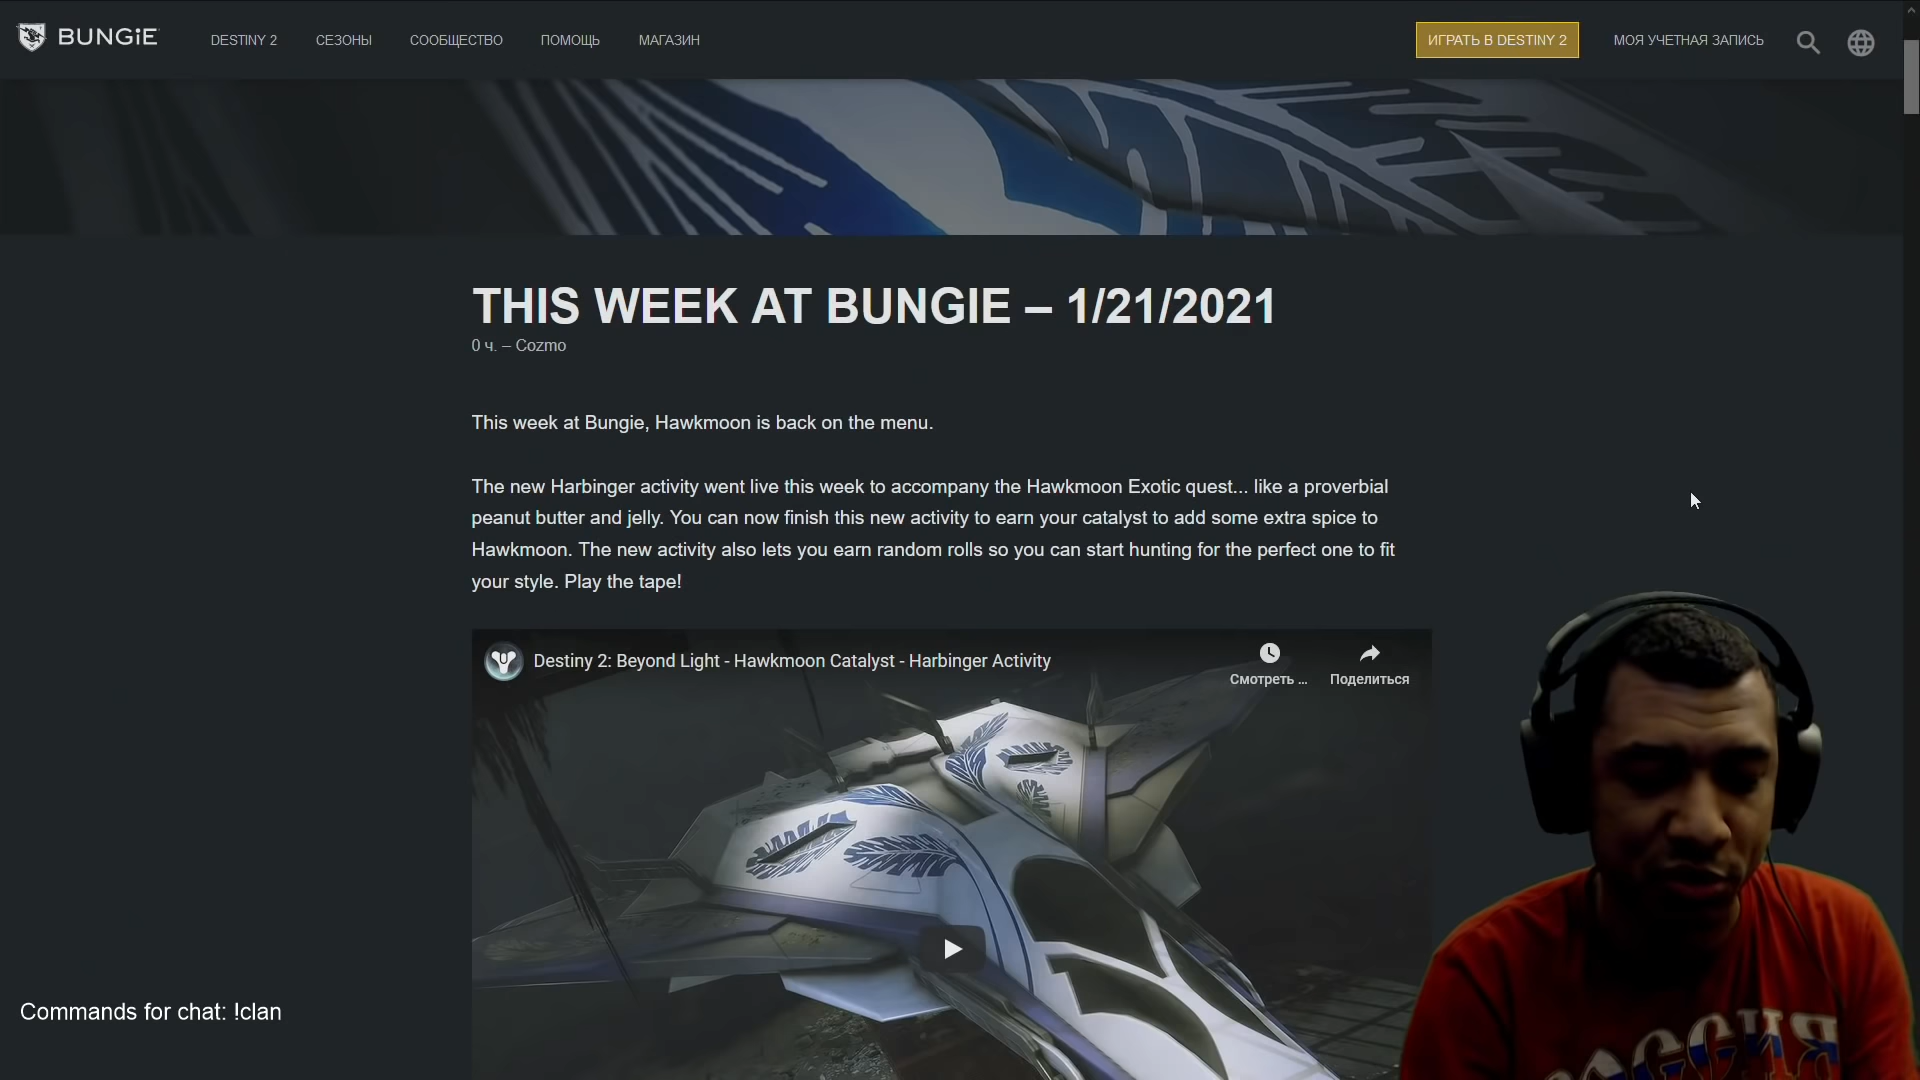 BUNGiE
DESTINY 2
СЕЗОНЫ
СООБЩЕСТВО
ПОМОЩЬ
МАГАЗИН
ИГРАТЬ В DESTINY 2
МОЯ УЧЕТНАЯ ЗАПИСЬ
THIS WEEK AT BUNGIE – 1/21/2021
0 ч. – Cozmo
This week at Bungie, Hawkmoon is back on the menu.
The new Harbinger activity went live this week to accompany the Hawkmoon Exotic quest... like a proverbial
peanut butter and jelly. You can now finish this new activity to earn your catalyst to add some extra spice to
Hawkmoon. The new activity also lets you earn random rolls so you can start hunting for the perfect one to fit
your style. Play the tape!
Destiny 2: Beyond Light - Hawkmoon Catalyst - Harbinger Activity
Смотреть ...
Поделиться
Commands for chat: !clan